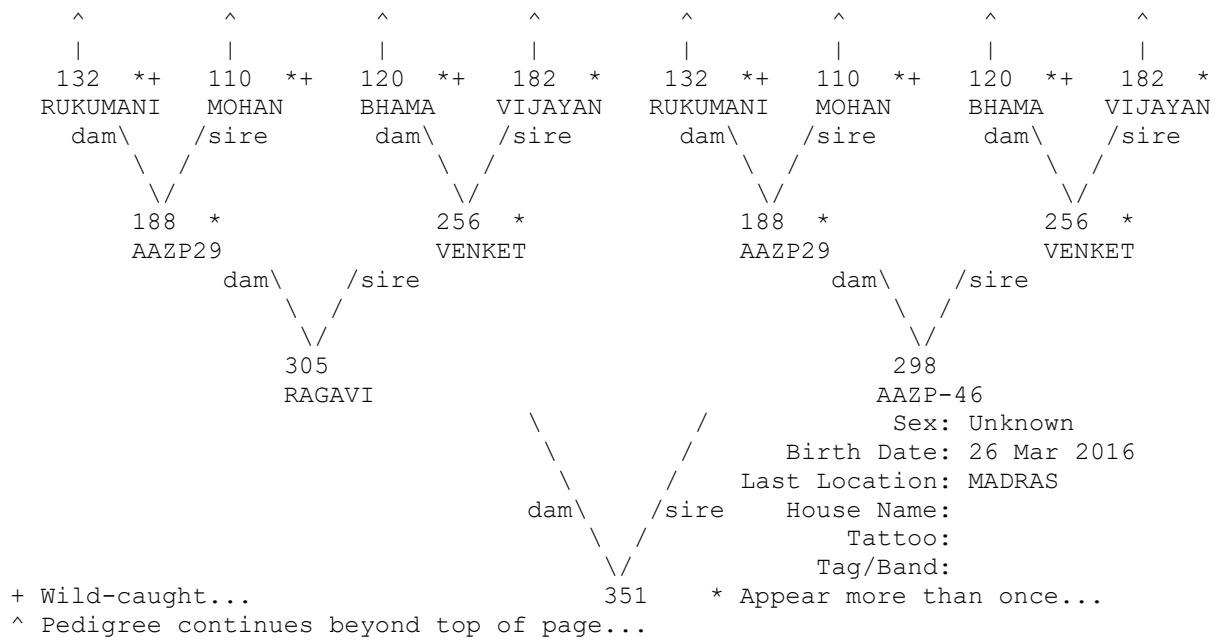 ^ ^ ^ ^ ^ ^ ^ ^
| | | | | | | |
132 *+ 110 *+ 120 *+ 182 * 132 *+ 110 *+ 120 *+ 182 *
RUKUMANI MOHAN BHAMA VIJAYAN RUKUMANI MOHAN BHAMA VIJAYAN
dam\ /sire dam\ /sire dam\ /sire dam\ /sire
\ / \ / \ / \ /
\/ \/ \/ \/
188 * 256 * 188 * 256 *
AAZP29 VENKET AAZP29 VENKET
dam\ /sire dam\ /sire
\ / \ /
\/ \/
305 298
RAGAVI AAZP-46
\ / Sex: Unknown
\ / Birth Date: 26 Mar 2016
\ / Last Location: MADRAS
dam\ /sire House Name:
\ / Tattoo:
\/ Tag/Band:
+ Wild-caught... 351 * Appear more than once...
^ Pedigree continues beyond top of page...